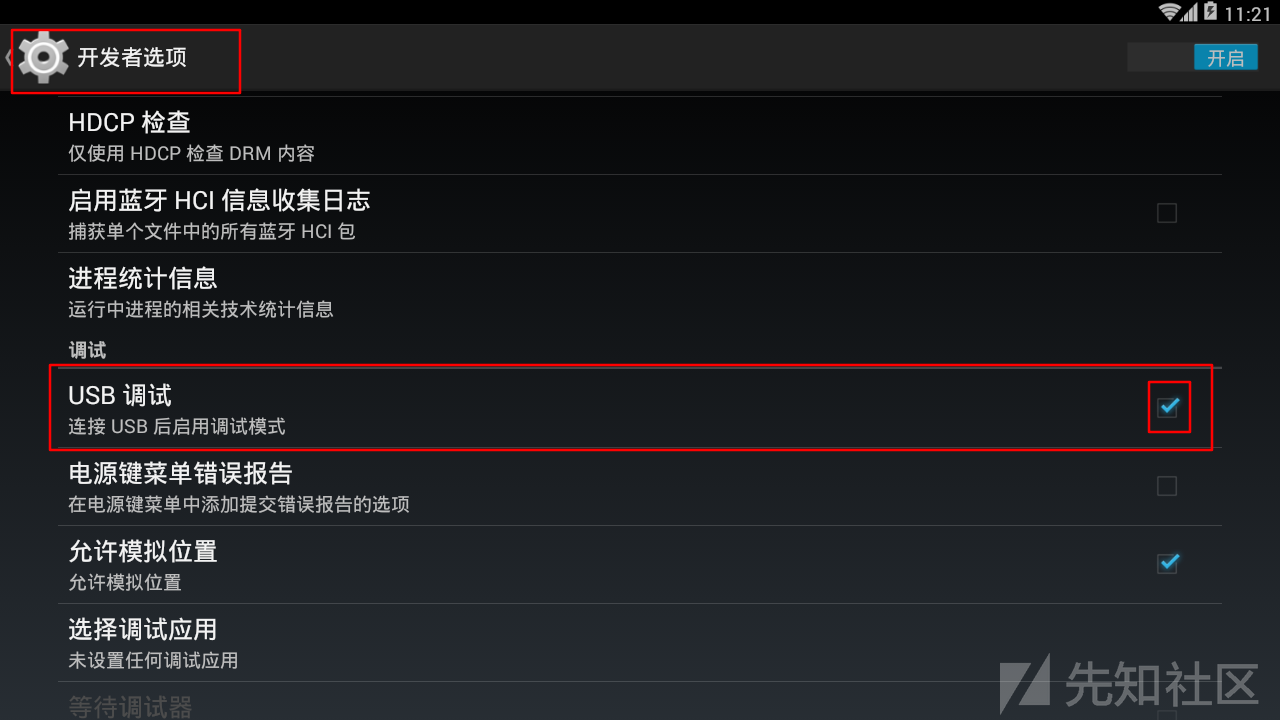 11:21
开发者选项
开启
HDCP 检查
仅使用 HDCP 检查 DRM 内容
启用蓝牙 HCI 信息收集日志
捕获单个文件中的所有蓝牙 HCI 包
进程统计信息
运行中进程的相关技术统计信息
调试
USB 调试
连接 USB 后启用调试模式
电源键菜单错误报告
在电源键菜单中添加提交错误报告的选项
允许模拟位置
允许模拟位置
选择调试应用
未设置任何调试应用
等待调试器
先知社区